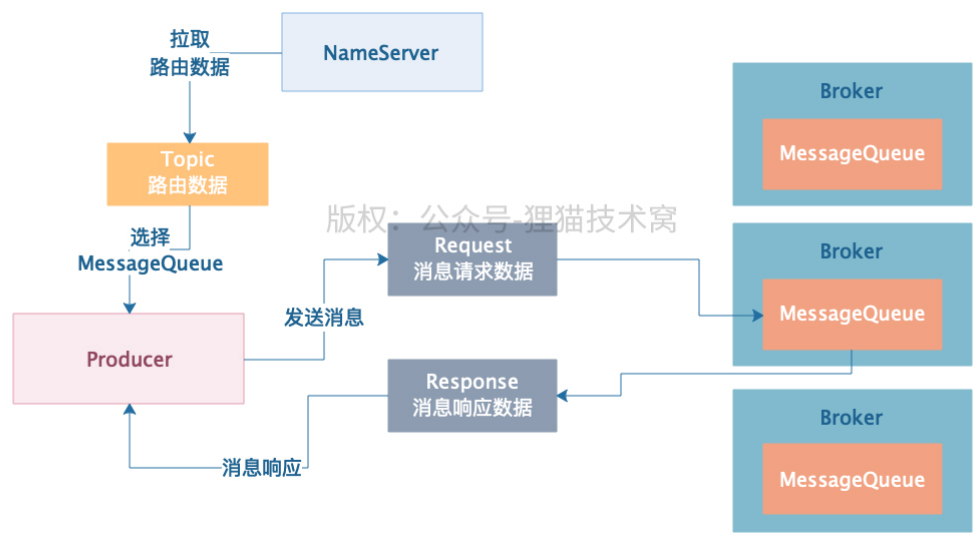 拉取
路由数据
NameServer
Topic
路由数据
选择
MessageQueue
Producer
发送消息
版权：公众号-狸猫技术窝
Request
消息请求数据
Response
消息响应数据
消息响应
Broker
MessageQueue
Broker
MessageQueue
Broker
MessageQueue